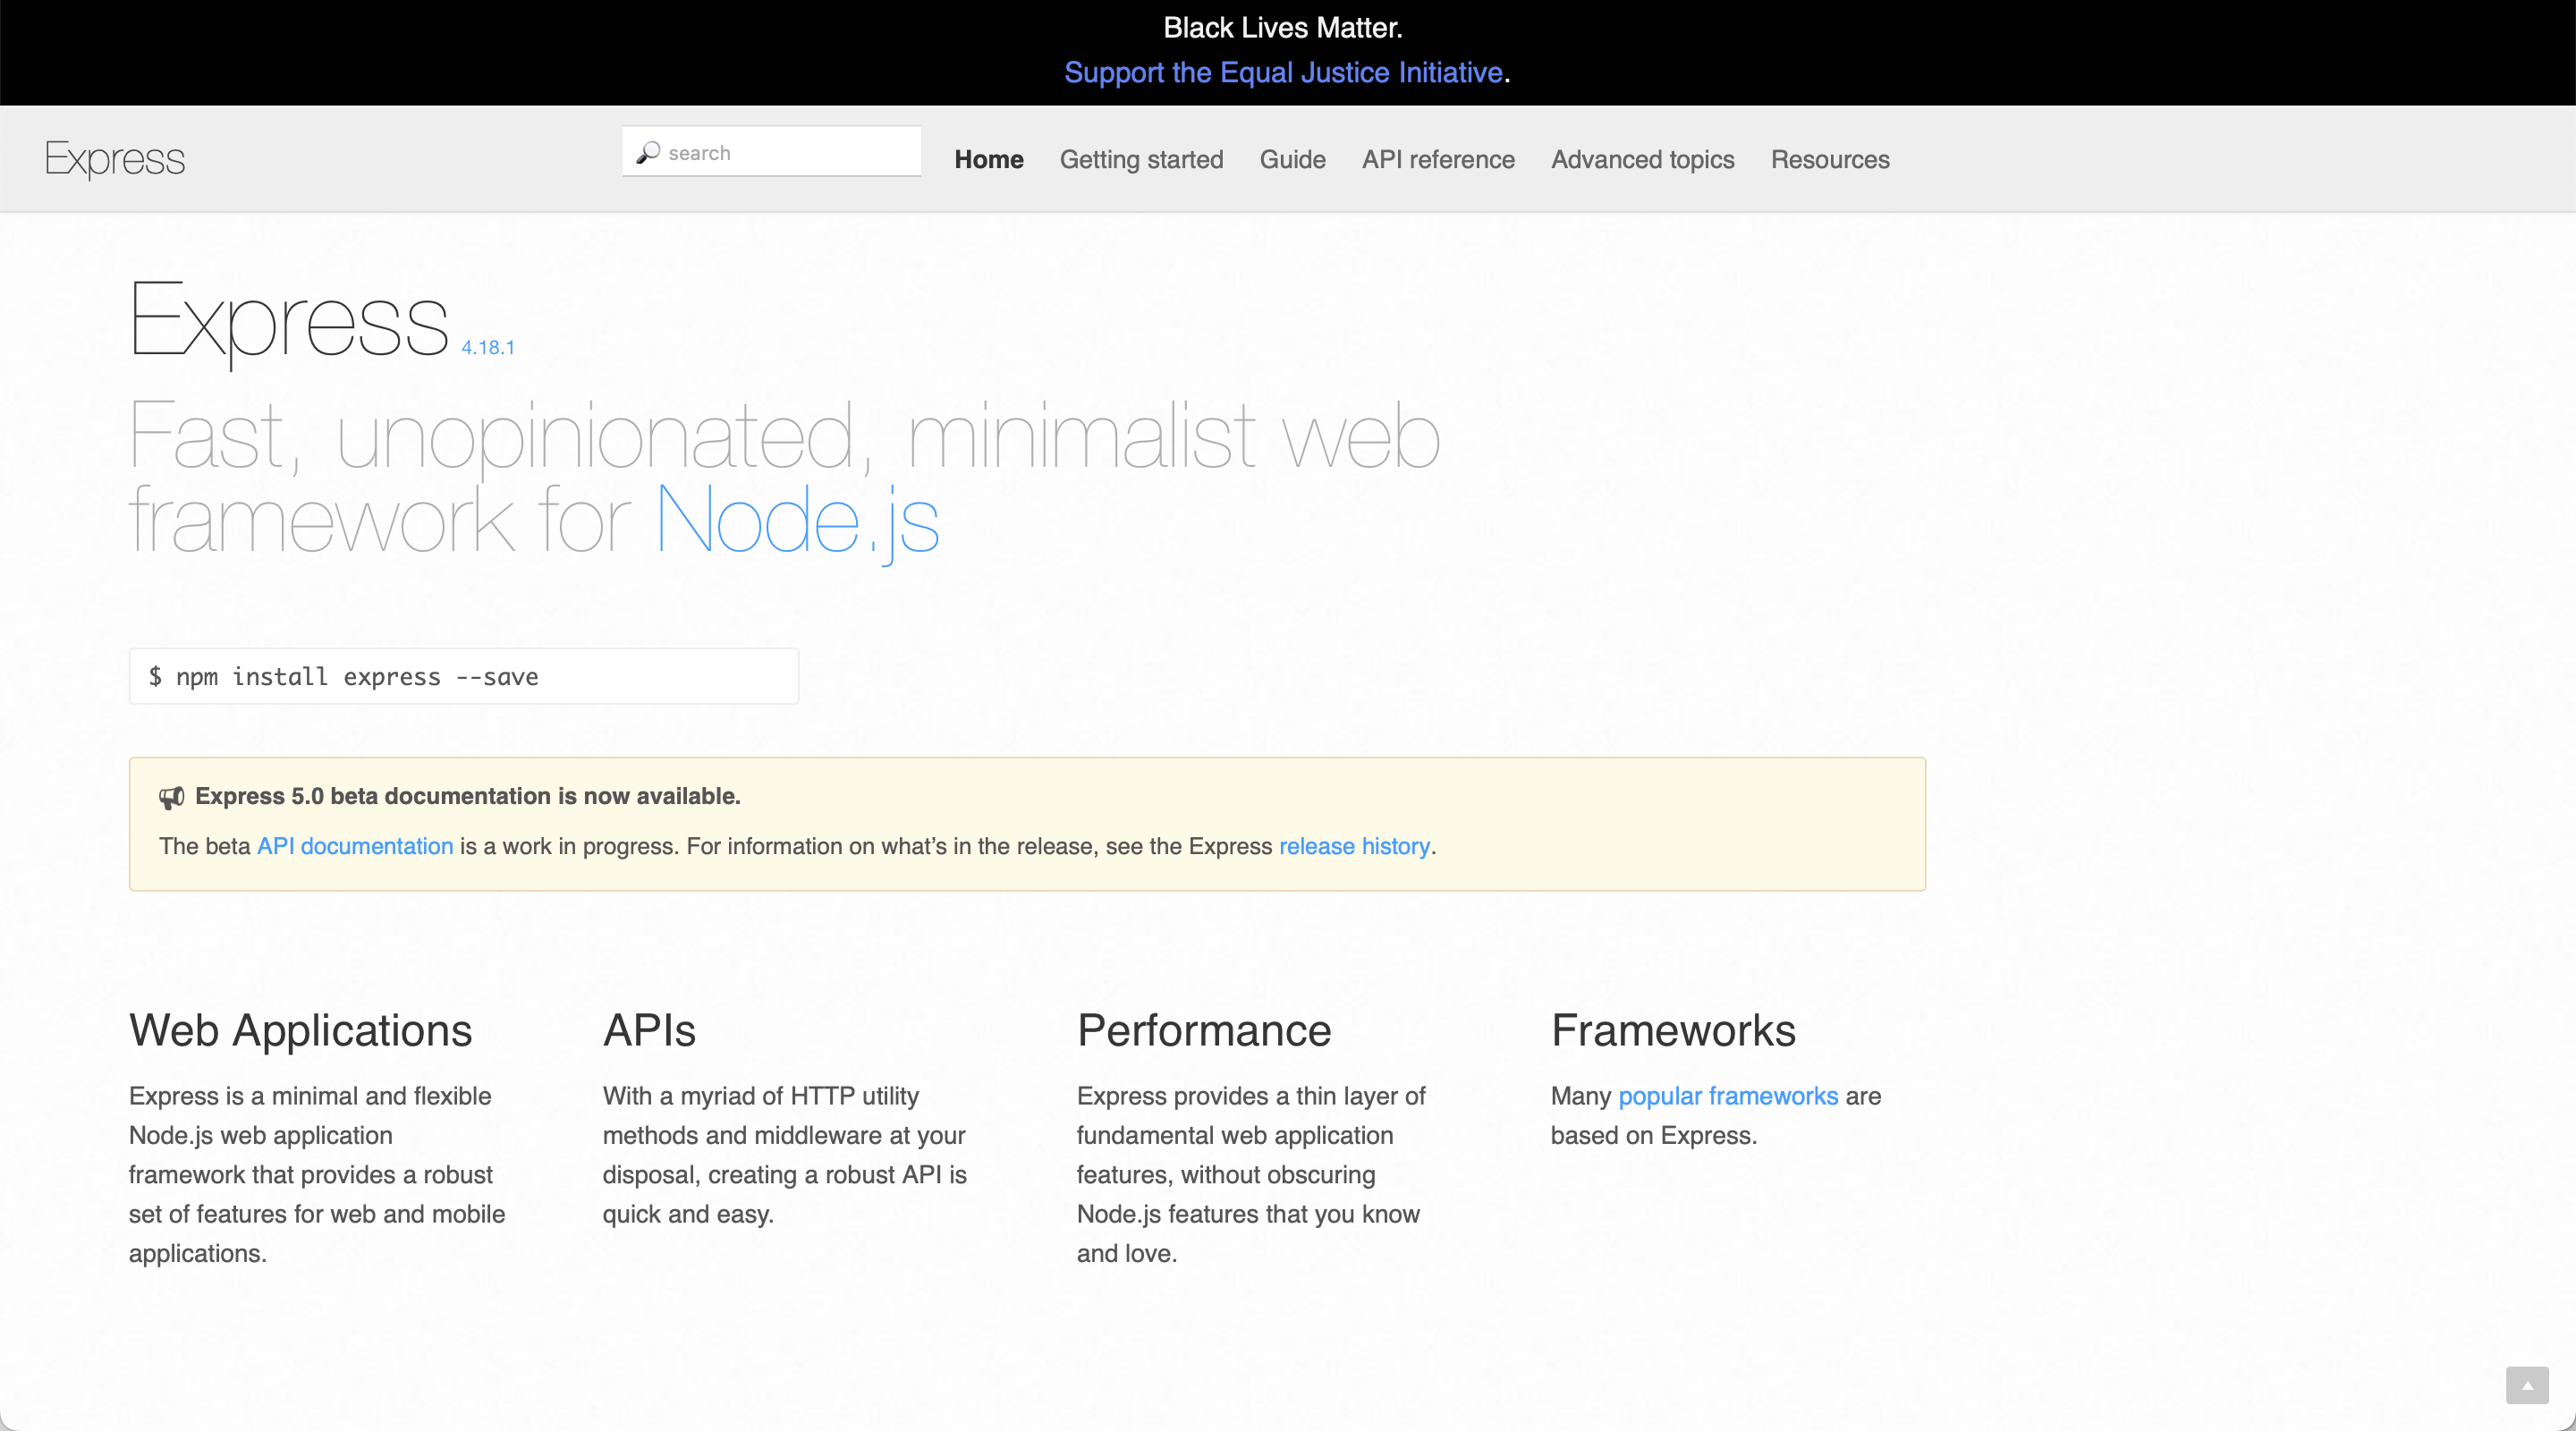 Black Lives Matter.
Support the Equal Justice Initiative.
Express
search
Home
Getting started
Guide
API reference
Advanced topics
Resources
Express 4.18.1
Fast, unopinionated, minimalist web
framework for Node.js
$ npm install express --save
Express 5.0 beta documentation is now available.
The beta API documentation is a work in progress. For information on what’s in the release, see the Express release history.
Web Applications
Express is a minimal and flexible
Node.js web application
framework that provides a robust
set of features for web and mobile
applications.
APIs
With a myriad of HTTP utility
methods and middleware at your
disposal, creating a robust API is
quick and easy.
Performance
Express provides a thin layer of
fundamental web application
features, without obscuring
Node.js features that you know
and love.
Frameworks
Many popular frameworks are
based on Express.